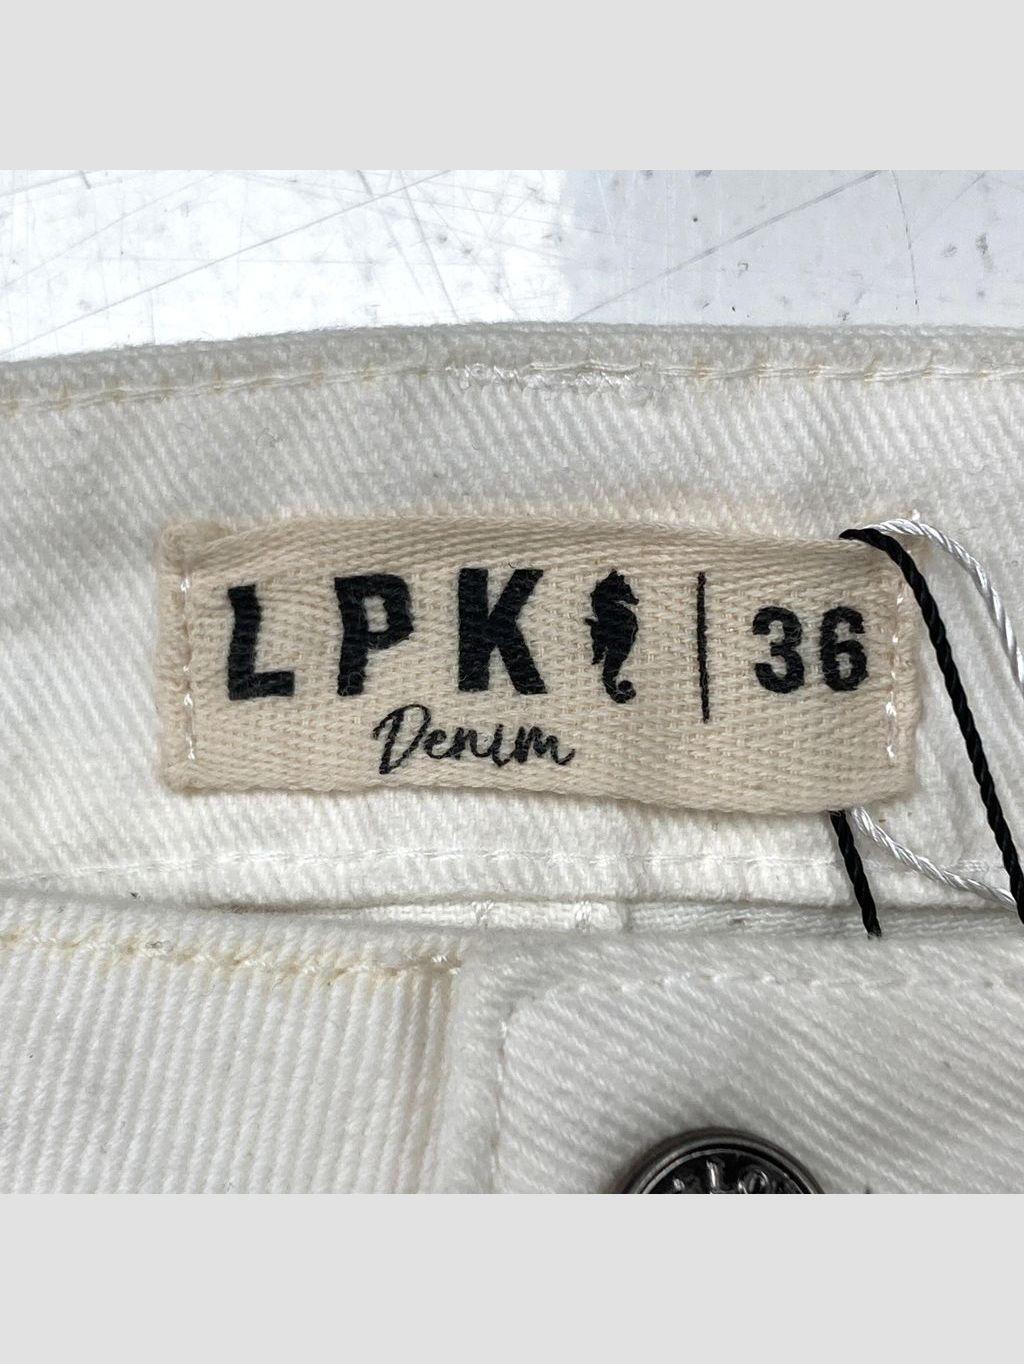 LPK | 36
Denim